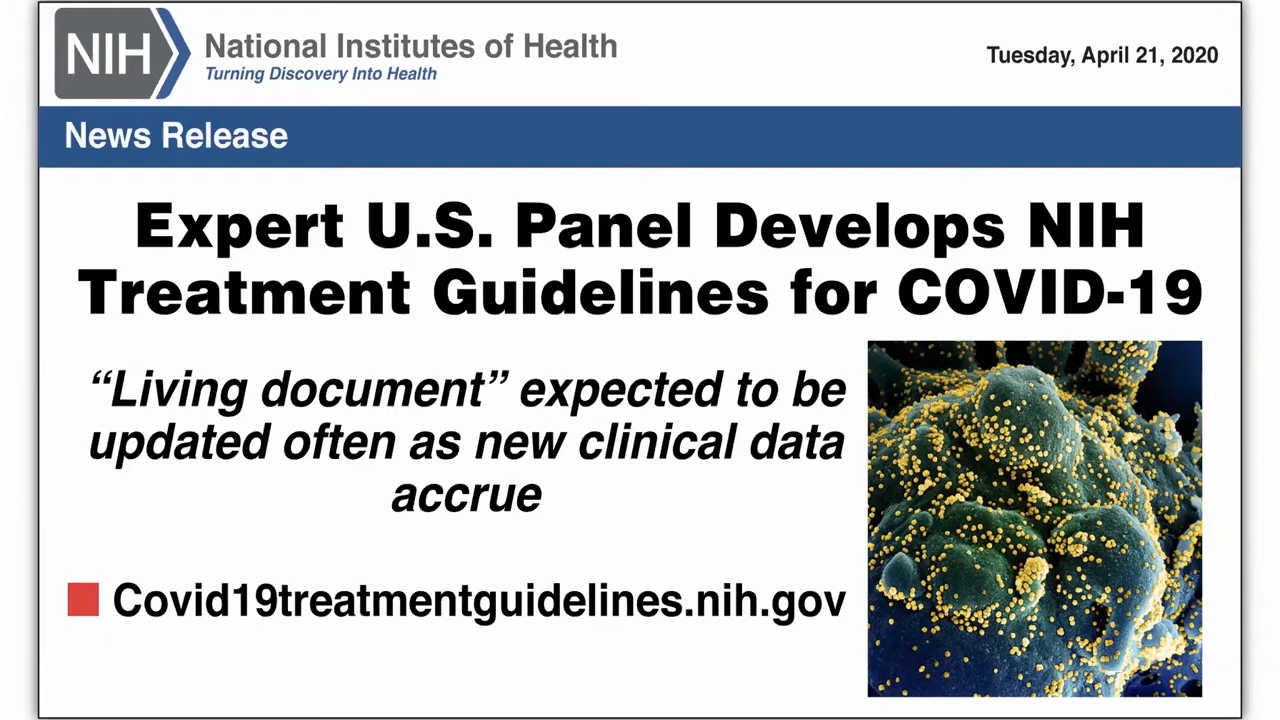 NIH
National Institutes of Health
Turning Discovery Into Health
Tuesday, April 21, 2020
News Release
Expert U.S. Panel Develops NIH
Treatment Guidelines for COVID-19
“Living document” expected to be
updated often as new clinical data
accrue
Covid19treatmentguidelines.nih.gov